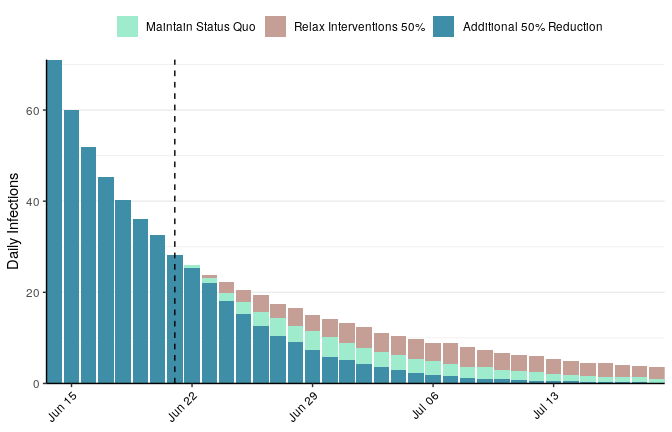 Maintain Status Quo Relax Interventions 50% Additional 50% Reduction
Daily Infections
60
40
20
0
Jun 15 Jun 22 Jun 29 Jul 06 Jul 13